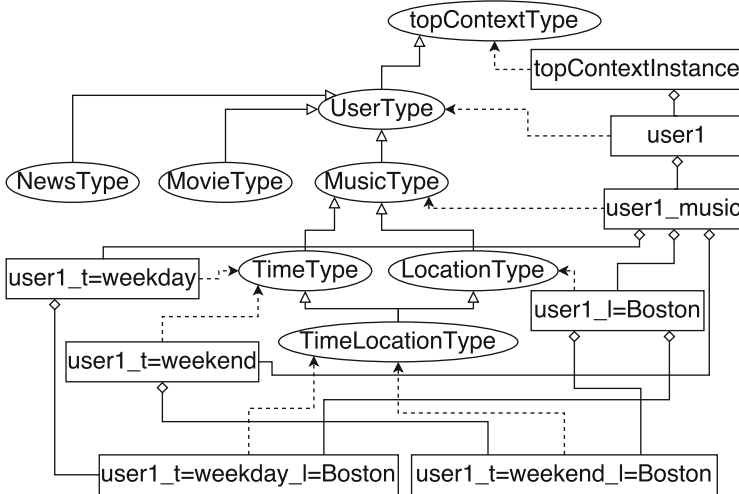 topContextType
topContextInstance
UserType
user1
NewsType
MovieType
MusicType
user1_music
user1_t=weekday
TimeType
LocationType
user1_l=Boston
TimeLocationType
user1_t=weekend
user1_t=weekday_l=Boston
user1_t=weekend_l=Boston